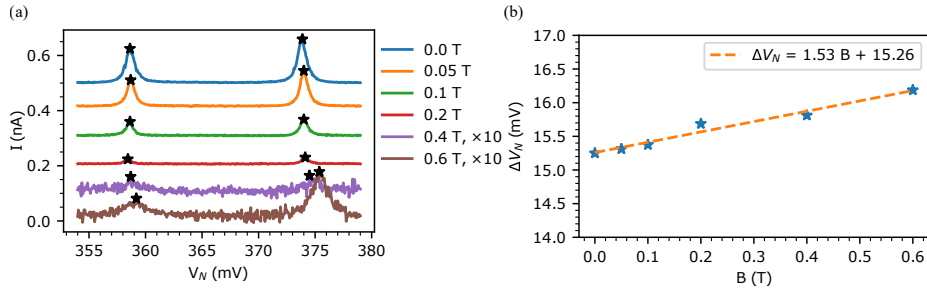 (a)
I (nA)
0.6
0.4
0.2
0.0
355
360
365
370
375
380
V_N (mV)
0.0 T
0.05 T
0.1 T
0.2 T
0.4 T, ×10
0.6 T, ×10
(b)
ΔV_N (mV)
17.0
16.5
16.0
15.5
15.0
14.5
14.0
0.0
0.1
0.2
0.3
0.4
0.5
0.6
B (T)
ΔV_N = 1.53 B + 15.26